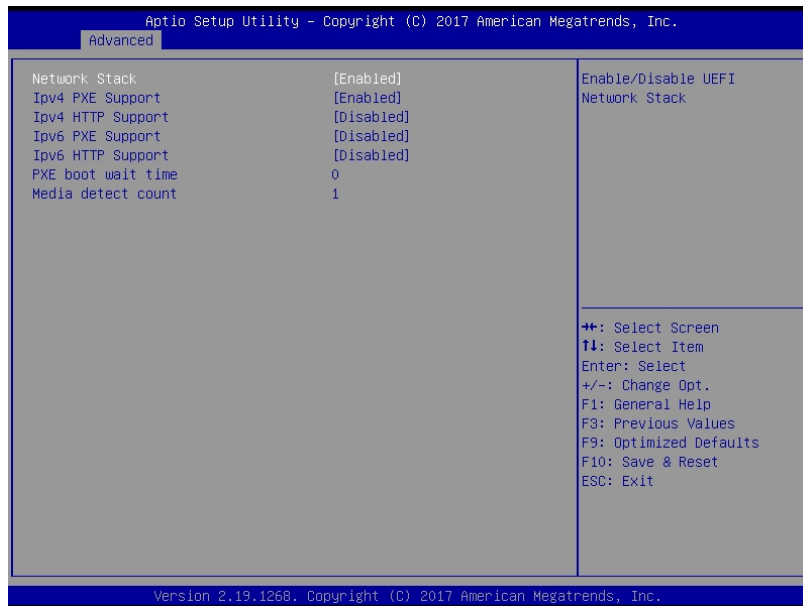 Aptio Setup Utility – Copyright (C) 2017 American Megatrends, Inc.
Advanced
Network Stack [Enabled]
Ipv4 PXE Support [Enabled]
Ipv4 HTTP Support [Disabled]
Ipv6 PXE Support [Disabled]
Ipv6 HTTP Support [Disabled]
PXE boot wait time 0
Media detect count 1
Enable/Disable UEFI
Network Stack
→←: Select Screen
↑↓: Select Item
Enter: Select
+/-: Change Opt.
F1: General Help
F3: Previous Values
F9: Optimized Defaults
F10: Save & Reset
ESC: Exit
Version 2.19.1268. Copyright (C) 2017 American Megatrends, Inc.